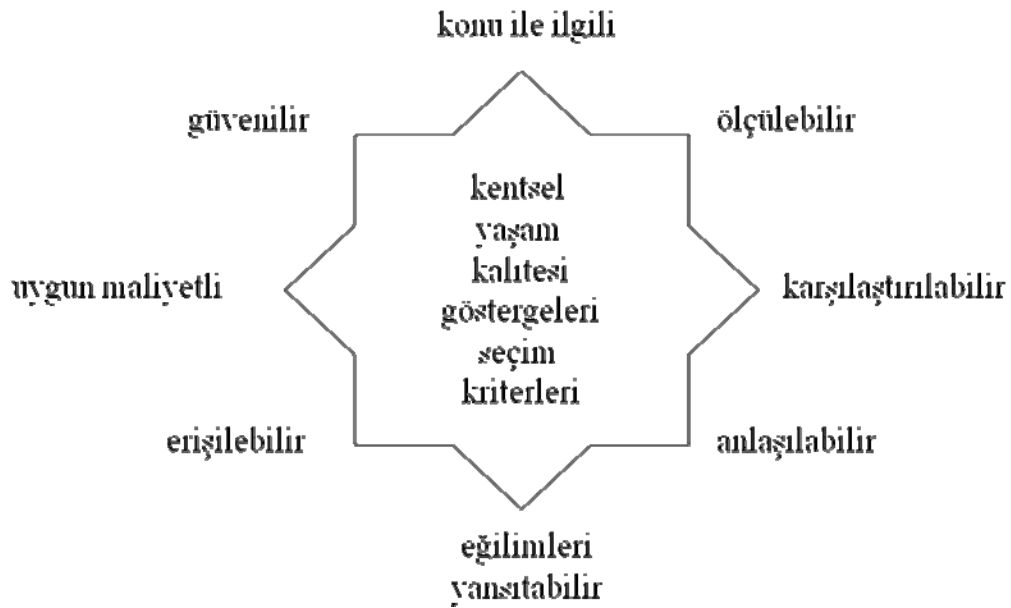 konu ile ilgili
güvenilir
ölçülebilir
kentsel
yaşam
kalitesi
göstergeleri
seçim
kriterleri
uygun maliyetli
karşılaştırılabilir
erişilebilir
anlaşılabilir
eğilimleri
yansıtabilir